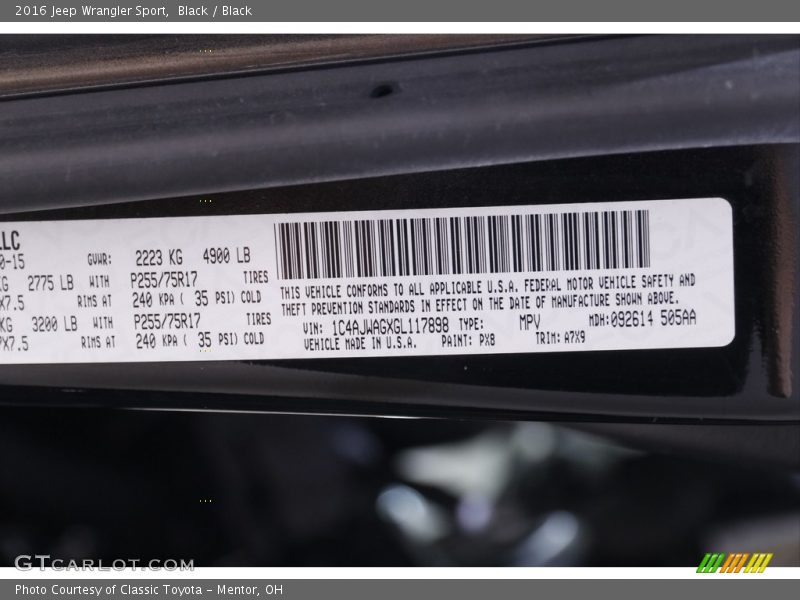 2016 Jeep Wrangler Sport, Black / Black
LLC
0-15 GVWR: 2223 KG 4900 LB
KG 2775 LB WITH P255/75R17 TIRES
X7.5 RIMS AT 240 KPA ( 35 PSI) COLD
KG 3200 LB WITH P255/75R17 TIRES
X7.5 RIMS AT 240 KPA ( 35 PSI) COLD
THIS VEHICLE CONFORMS TO ALL APPLICABLE U.S.A. FEDERAL MOTOR VEHICLE SAFETY AND
THEFT PREVENTION STANDARDS IN EFFECT ON THE DATE OF MANUFACTURE SHOWN ABOVE.
VIN: 1C4AJWAGXGL117898 TYPE: MPV MDH:092614 505AA
VEHICLE MADE IN U.S.A. PAINT: PX8 TRIM: A7X9
GTCARLOT.COM
Photo Courtesy of Classic Toyota - Mentor, OH